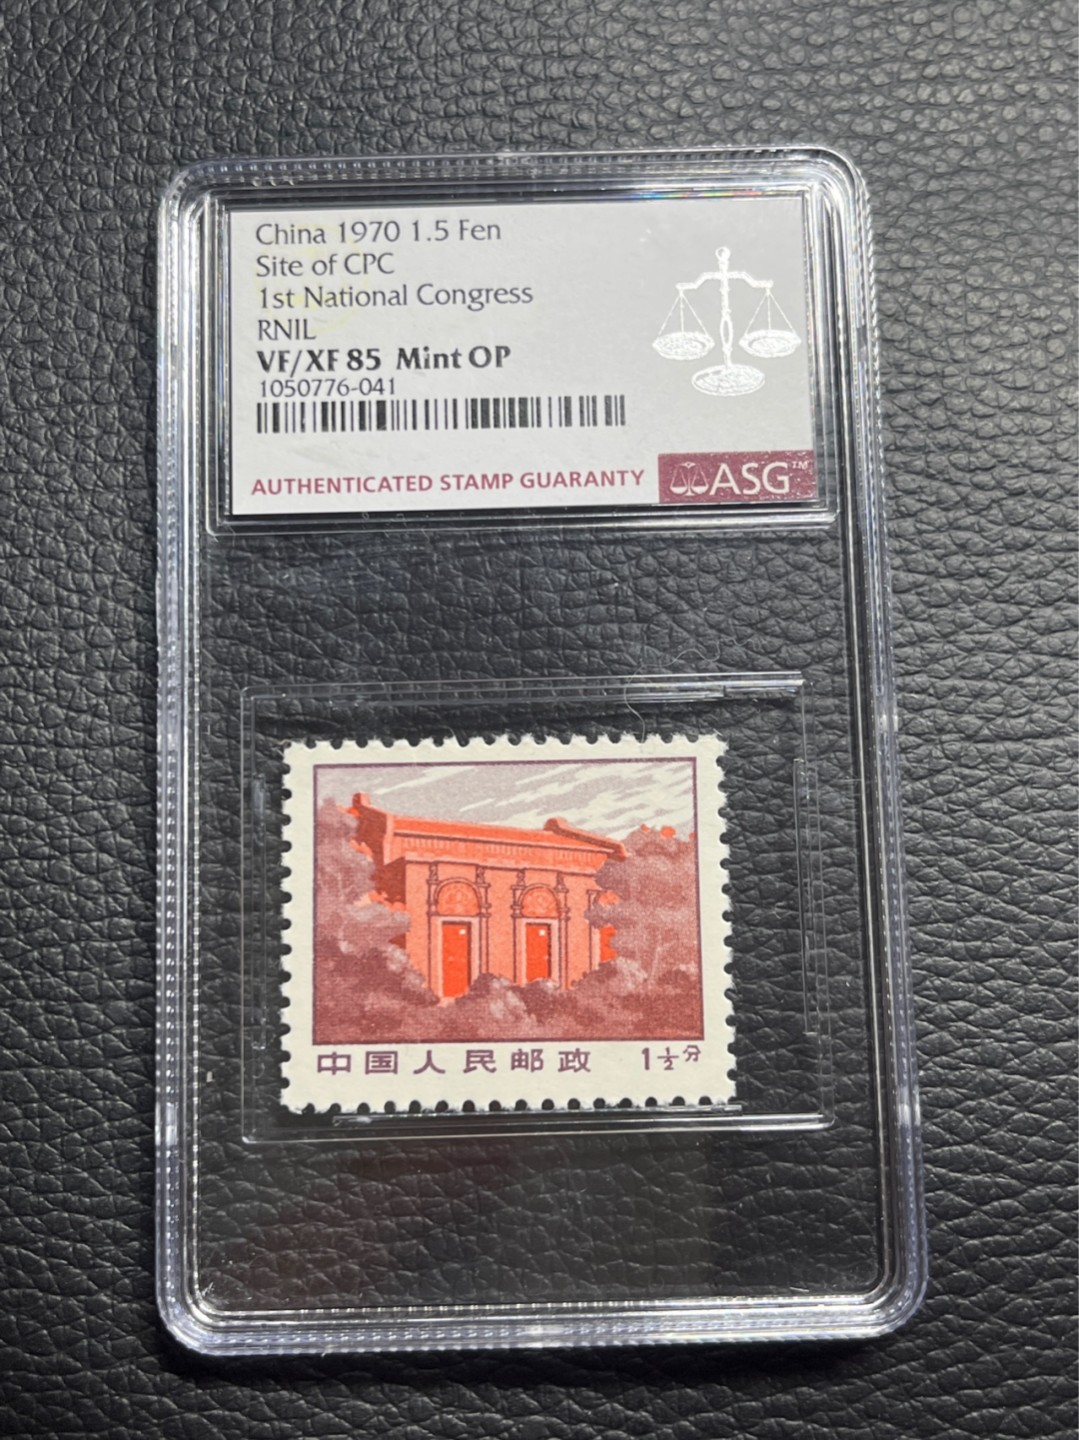 China 1970 1.5 Fen
Site of CPC
1st National Congress
RNIL
VF/XF 85 Mint OP
1050776-041
AUTHENTICATED STAMP GUARANTY
ASG™
中国人民邮政 1½分